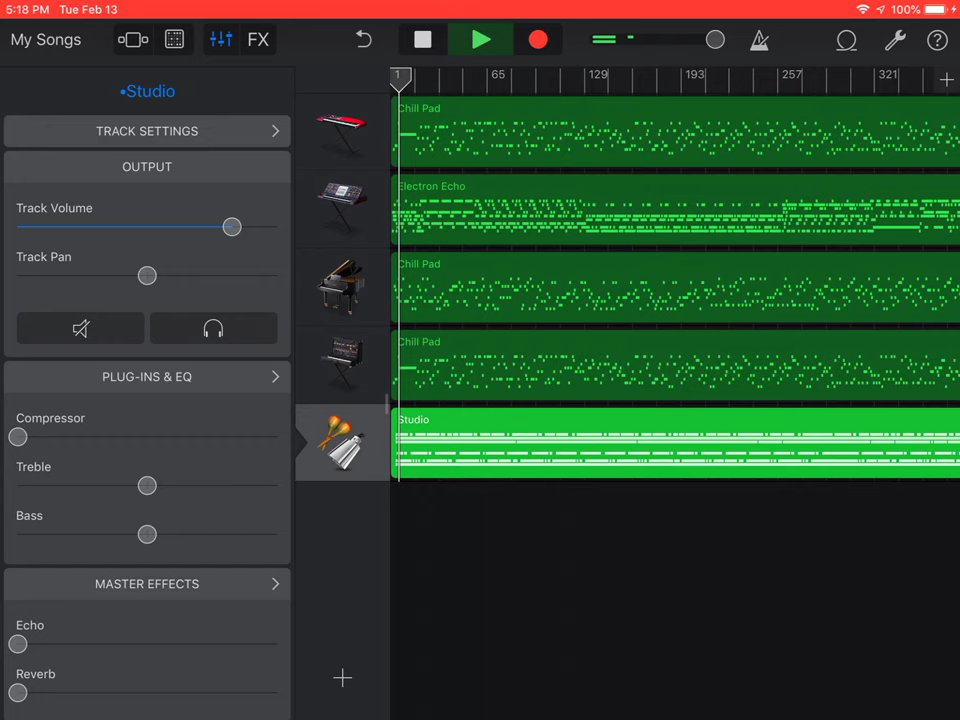 5:18 PM Tue Feb 13 100%
My Songs FX
1 65 129 193 257 321
•Studio
TRACK SETTINGS
OUTPUT
Track Volume
Track Pan
PLUG-INS & EQ
Compressor
Treble
Bass
MASTER EFFECTS
Echo
Reverb
Chill Pad
Electron Echo
Chill Pad
Chill Pad
Studio